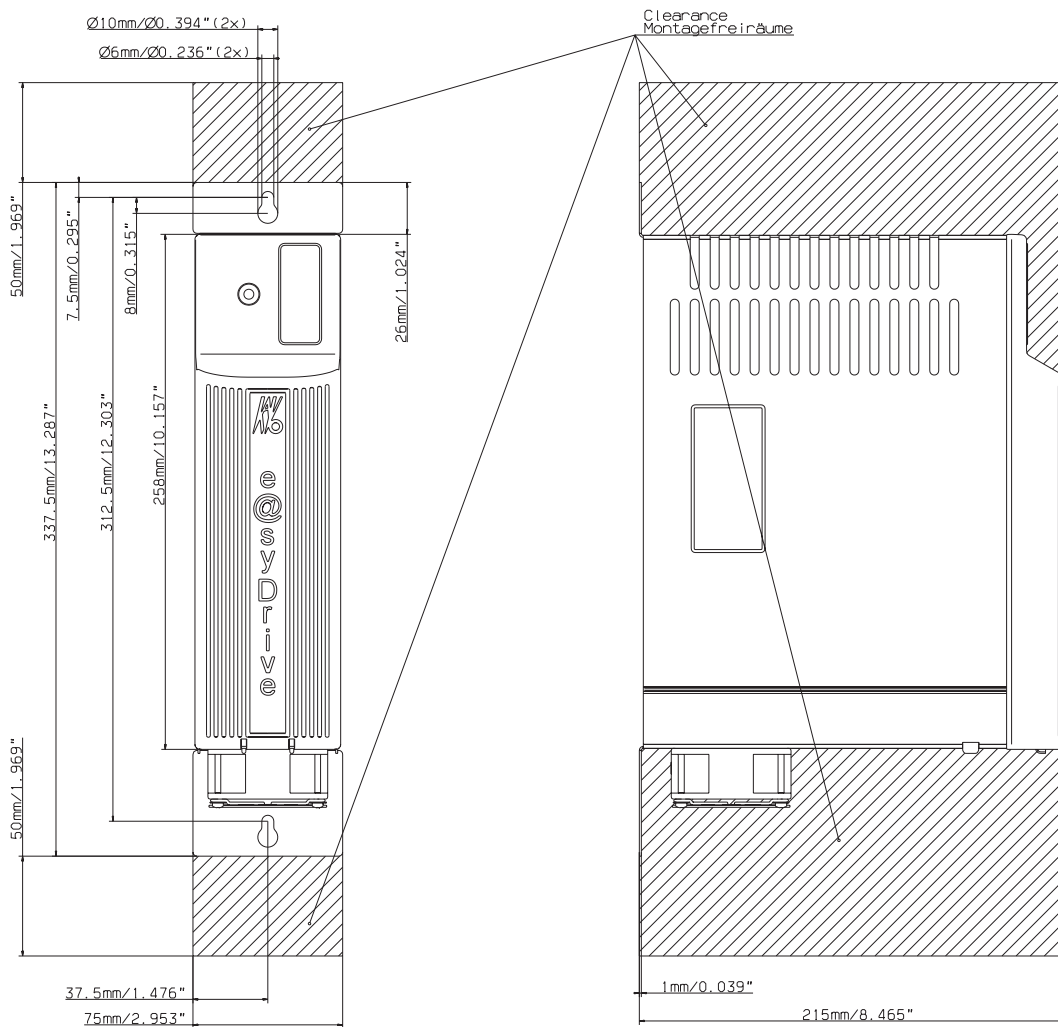 Ø10mm/Ø0.394"(2x)
Ø6mm/Ø0.236"(2x)
Clearance
Montagefreiräume
50mm/1.969"
7.5mm/0.295"
8mm/0.315"
26mm/1.024"
337.5mm/13.287"
312.5mm/12.303"
258mm/10.157"
e@syDrive
50mm/1.969"
37.5mm/1.476"
75mm/2.953"
1mm/0.039"
215mm/8.465"